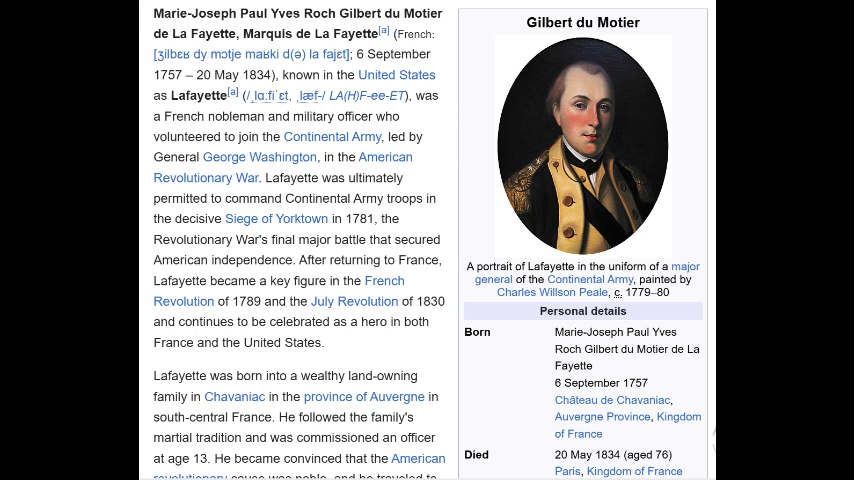 Marie-Joseph Paul Yves Roch Gilbert du Motier
de La Fayette, Marquis de La Fayette[a] (French:
[ʒilbɛʁ dy mɔtje maʁki d(ə) la fajɛt]; 6 September
1757 – 20 May 1834), known in the United States
as Lafayette[a] (/ˌlɑːfiˈɛt, ˌlæf-/ LA(H)F-ee-ET), was
a French nobleman and military officer who
volunteered to join the Continental Army, led by
General George Washington, in the American
Revolutionary War. Lafayette was ultimately
permitted to command Continental Army troops in
the decisive Siege of Yorktown in 1781, the
Revolutionary War's final major battle that secured
American independence. After returning to France,
Lafayette became a key figure in the French
Revolution of 1789 and the July Revolution of 1830
and continues to be celebrated as a hero in both
France and the United States.
Lafayette was born into a wealthy land-owning
family in Chavaniac in the province of Auvergne in
south-central France. He followed the family's
martial tradition and was commissioned an officer
at age 13. He became convinced that the American
revolutionary cause was noble, and he traveled to
Gilbert du Motier
A portrait of Lafayette in the uniform of a major
general of the Continental Army, painted by
Charles Willson Peale, c. 1779–80
Personal details
Born Marie-Joseph Paul Yves
Roch Gilbert du Motier de La
Fayette
6 September 1757
Château de Chavaniac,
Auvergne Province, Kingdom
of France
Died 20 May 1834 (aged 76)
Paris, Kingdom of France